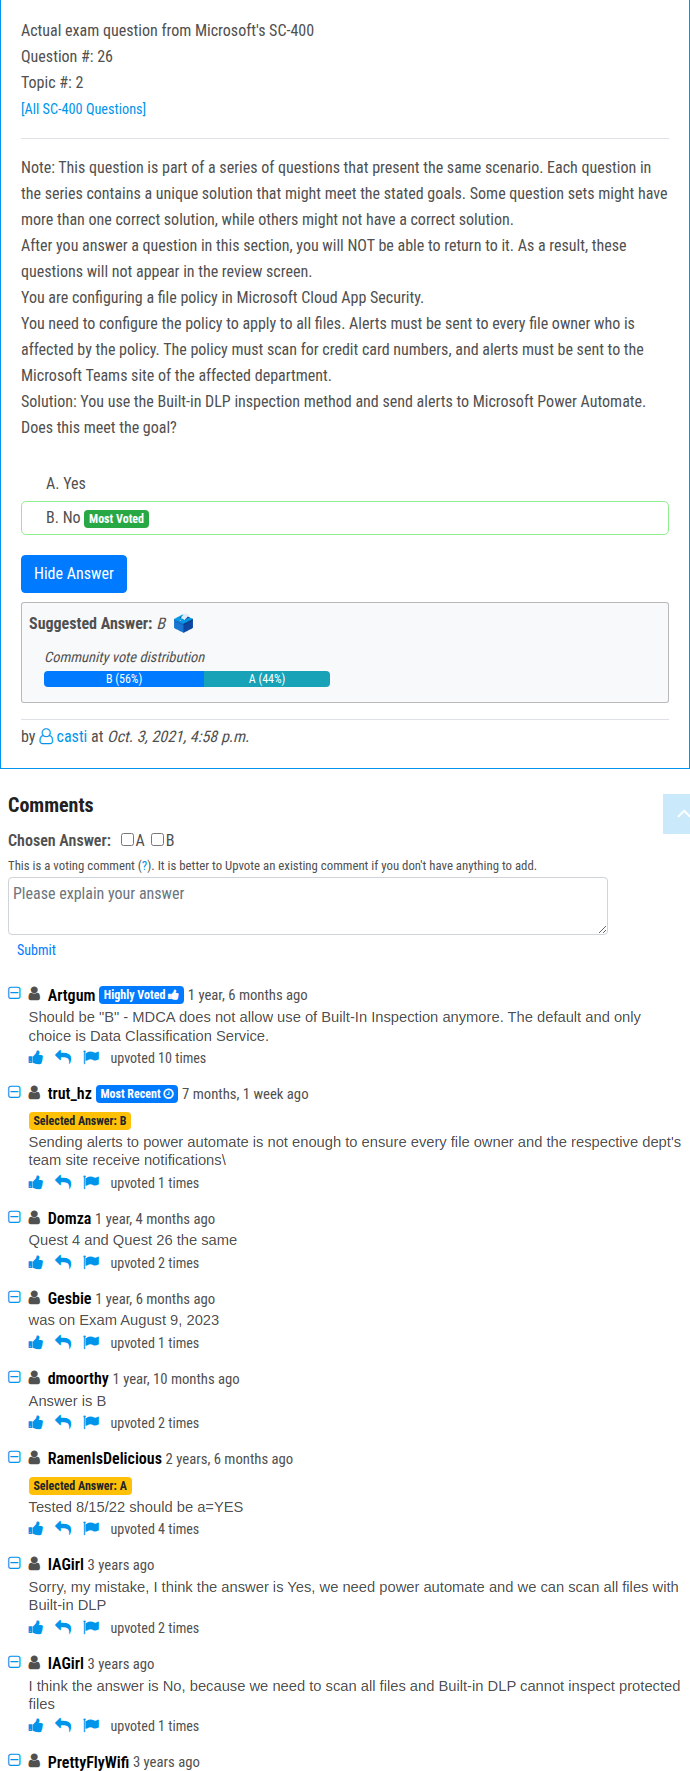 Actual exam question from Microsoft's SC-400
Question #: 26
Topic #: 2
[All SC-400 Questions]
Note: This question is part of a series of questions that present the same scenario. Each question in
the series contains a unique solution that might meet the stated goals. Some question sets might have
more than one correct solution, while others might not have a correct solution.
After you answer a question in this section, you will NOT be able to return to it. As a result, these
questions will not appear in the review screen.
You are configuring a file policy in Microsoft Cloud App Security.
You need to configure the policy to apply to all files. Alerts must be sent to every file owner who is
affected by the policy. The policy must scan for credit card numbers, and alerts must be sent to the
Microsoft Teams site of the affected department.
Solution: You use the Built-in DLP inspection method and send alerts to Microsoft Power Automate.
Does this meet the goal?
A. Yes
B. No Most Voted
Hide Answer
Suggested Answer: B
Community vote distribution
B (56%) A (44%)
by casti at Oct. 3, 2021, 4:58 p.m.
Comments
Chosen Answer: A B
This is a voting comment (?). It is better to Upvote an existing comment if you don't have anything to add.
Please explain your answer
Submit
Artgum Highly Voted 1 year, 6 months ago
Should be "B" - MDCA does not allow use of Built-In Inspection anymore. The default and only
choice is Data Classification Service.
upvoted 10 times
trut_hz Most Recent 7 months, 1 week ago
Selected Answer: B
Sending alerts to power automate is not enough to ensure every file owner and the respective dept's
team site receive notifications\
upvoted 1 times
Domza 1 year, 4 months ago
Quest 4 and Quest 26 the same
upvoted 2 times
Gesbie 1 year, 6 months ago
was on Exam August 9, 2023
upvoted 1 times
dmoorthy 1 year, 10 months ago
Answer is B
upvoted 2 times
RamenIsDelicious 2 years, 6 months ago
Selected Answer: A
Tested 8/15/22 should be a=YES
upvoted 4 times
IAGirl 3 years ago
Sorry, my mistake, I think the answer is Yes, we need power automate and we can scan all files with
Built-in DLP
upvoted 2 times
IAGirl 3 years ago
I think the answer is No, because we need to scan all files and Built-in DLP cannot inspect protected
files
upvoted 1 times
PrettyFlyWifi 3 years ago